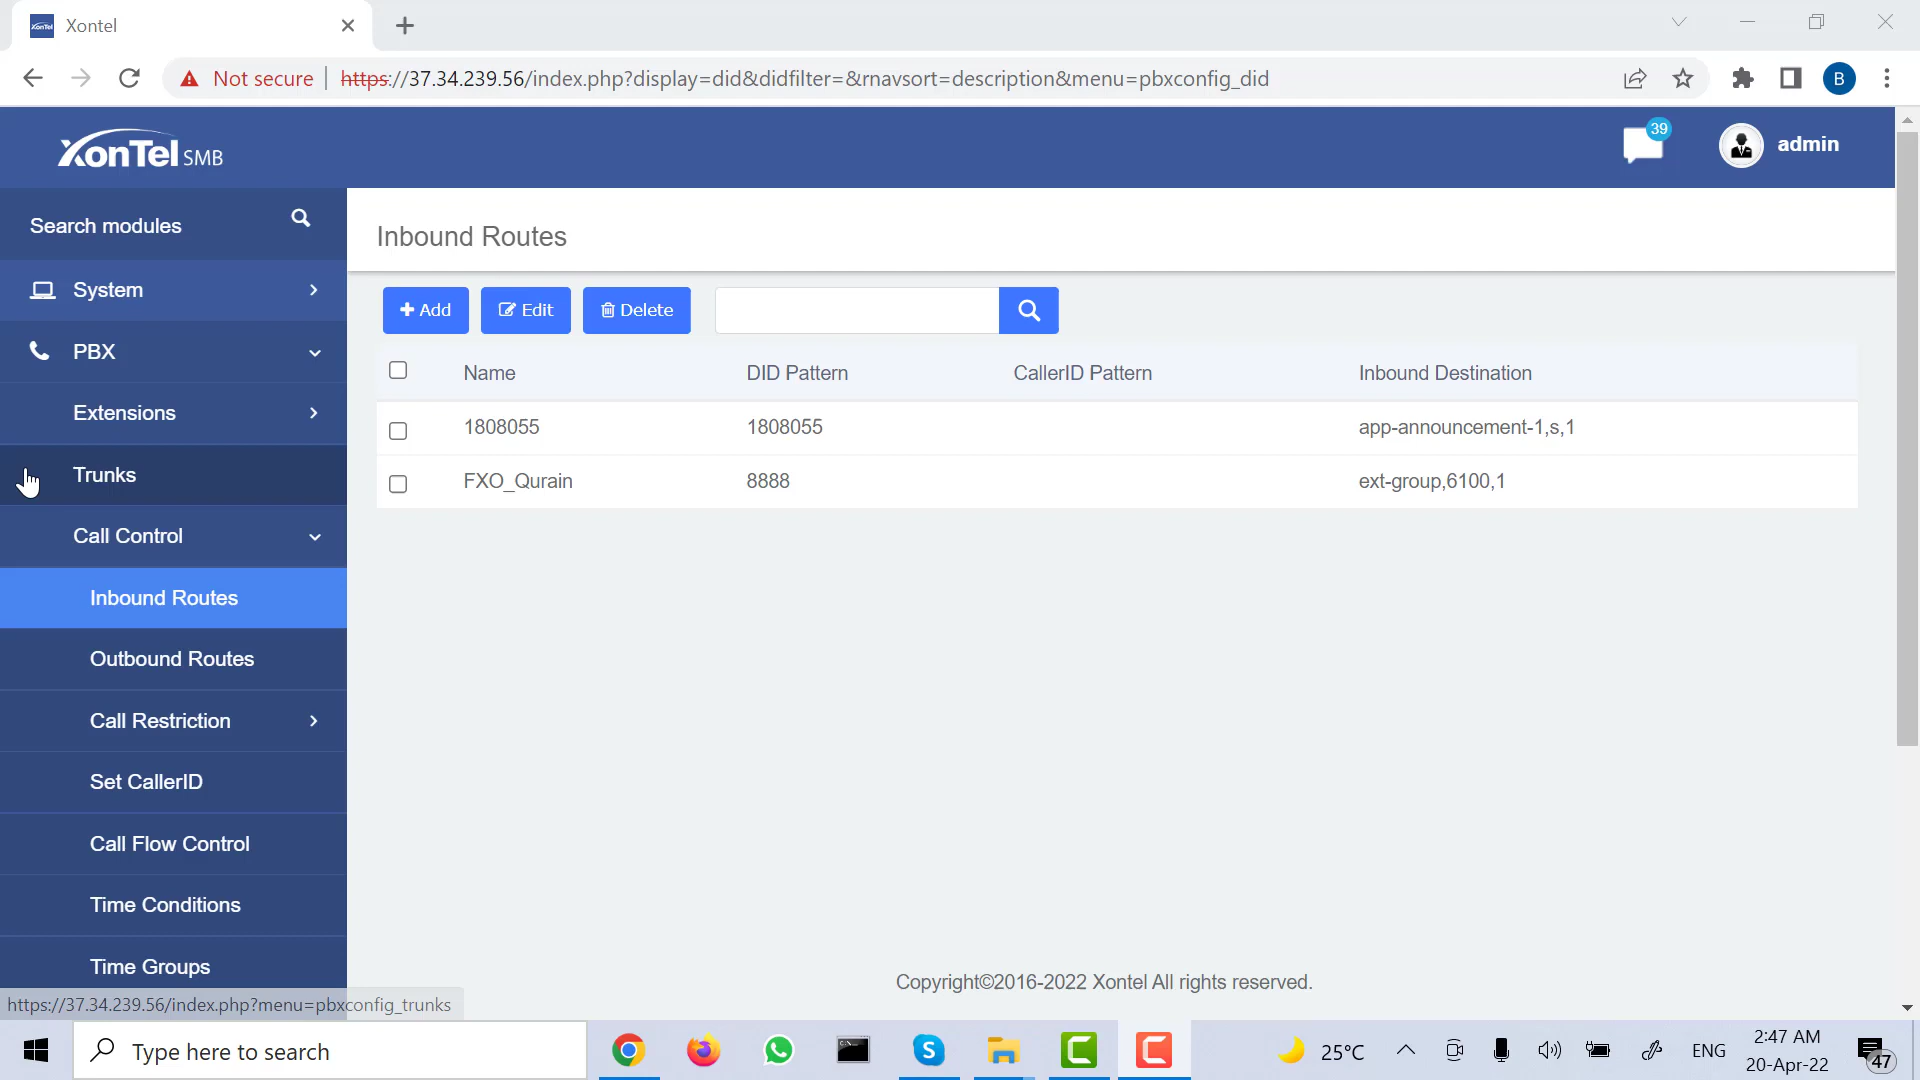 Xontel
Not secure https://37.34.239.56/index.php?display=did&didfilter=&rnavsort=description&menu=pbxconfig_did
B
XonTel SMB
39
admin
Search modules
System
PBX
Extensions
Trunks
Call Control
Inbound Routes
Outbound Routes
Call Restriction
Set CallerID
Call Flow Control
Time Conditions
Time Groups
Inbound Routes
Add Edit Delete
Name DID Pattern CallerID Pattern Inbound Destination
1808055 1808055 app-announcement-1,s,1
FXO_Qurain 8888 ext-group,6100,1
Copyright©2016-2022 Xontel All rights reserved.
https://37.34.239.56/index.php?menu=pbxconfig_trunks
Type here to search
25°C
ENG
2:47 AM
20-Apr-22
47